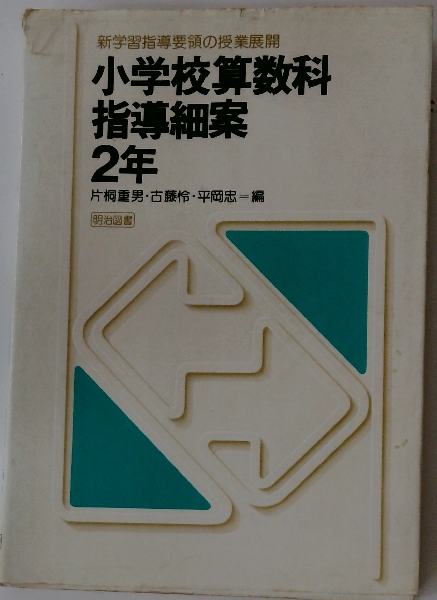 新学習指導要領の授業展開
小学校算数科
指導細案
2年
片桐重男・古藤怜・平岡忠＝編
明治図書